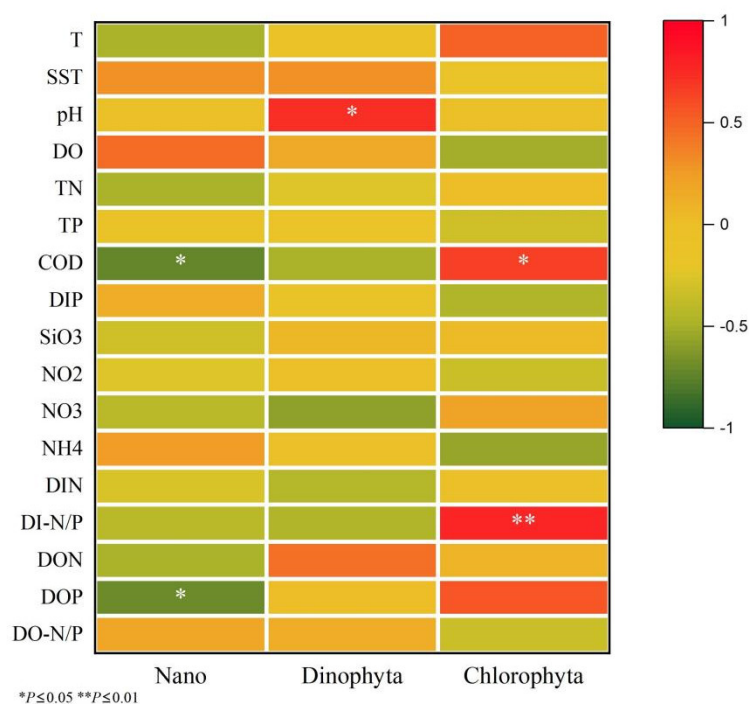 T
SST
pH
DO
TN
TP
COD
DIP
SiO3
NO2
NO3
NH4
DIN
DI-N/P
DON
DOP
DO-N/P
*
*
*
**
*
Nano Dinophyta Chlorophyta
*P≤0.05 **P≤0.01
1
0.5
0
-0.5
-1